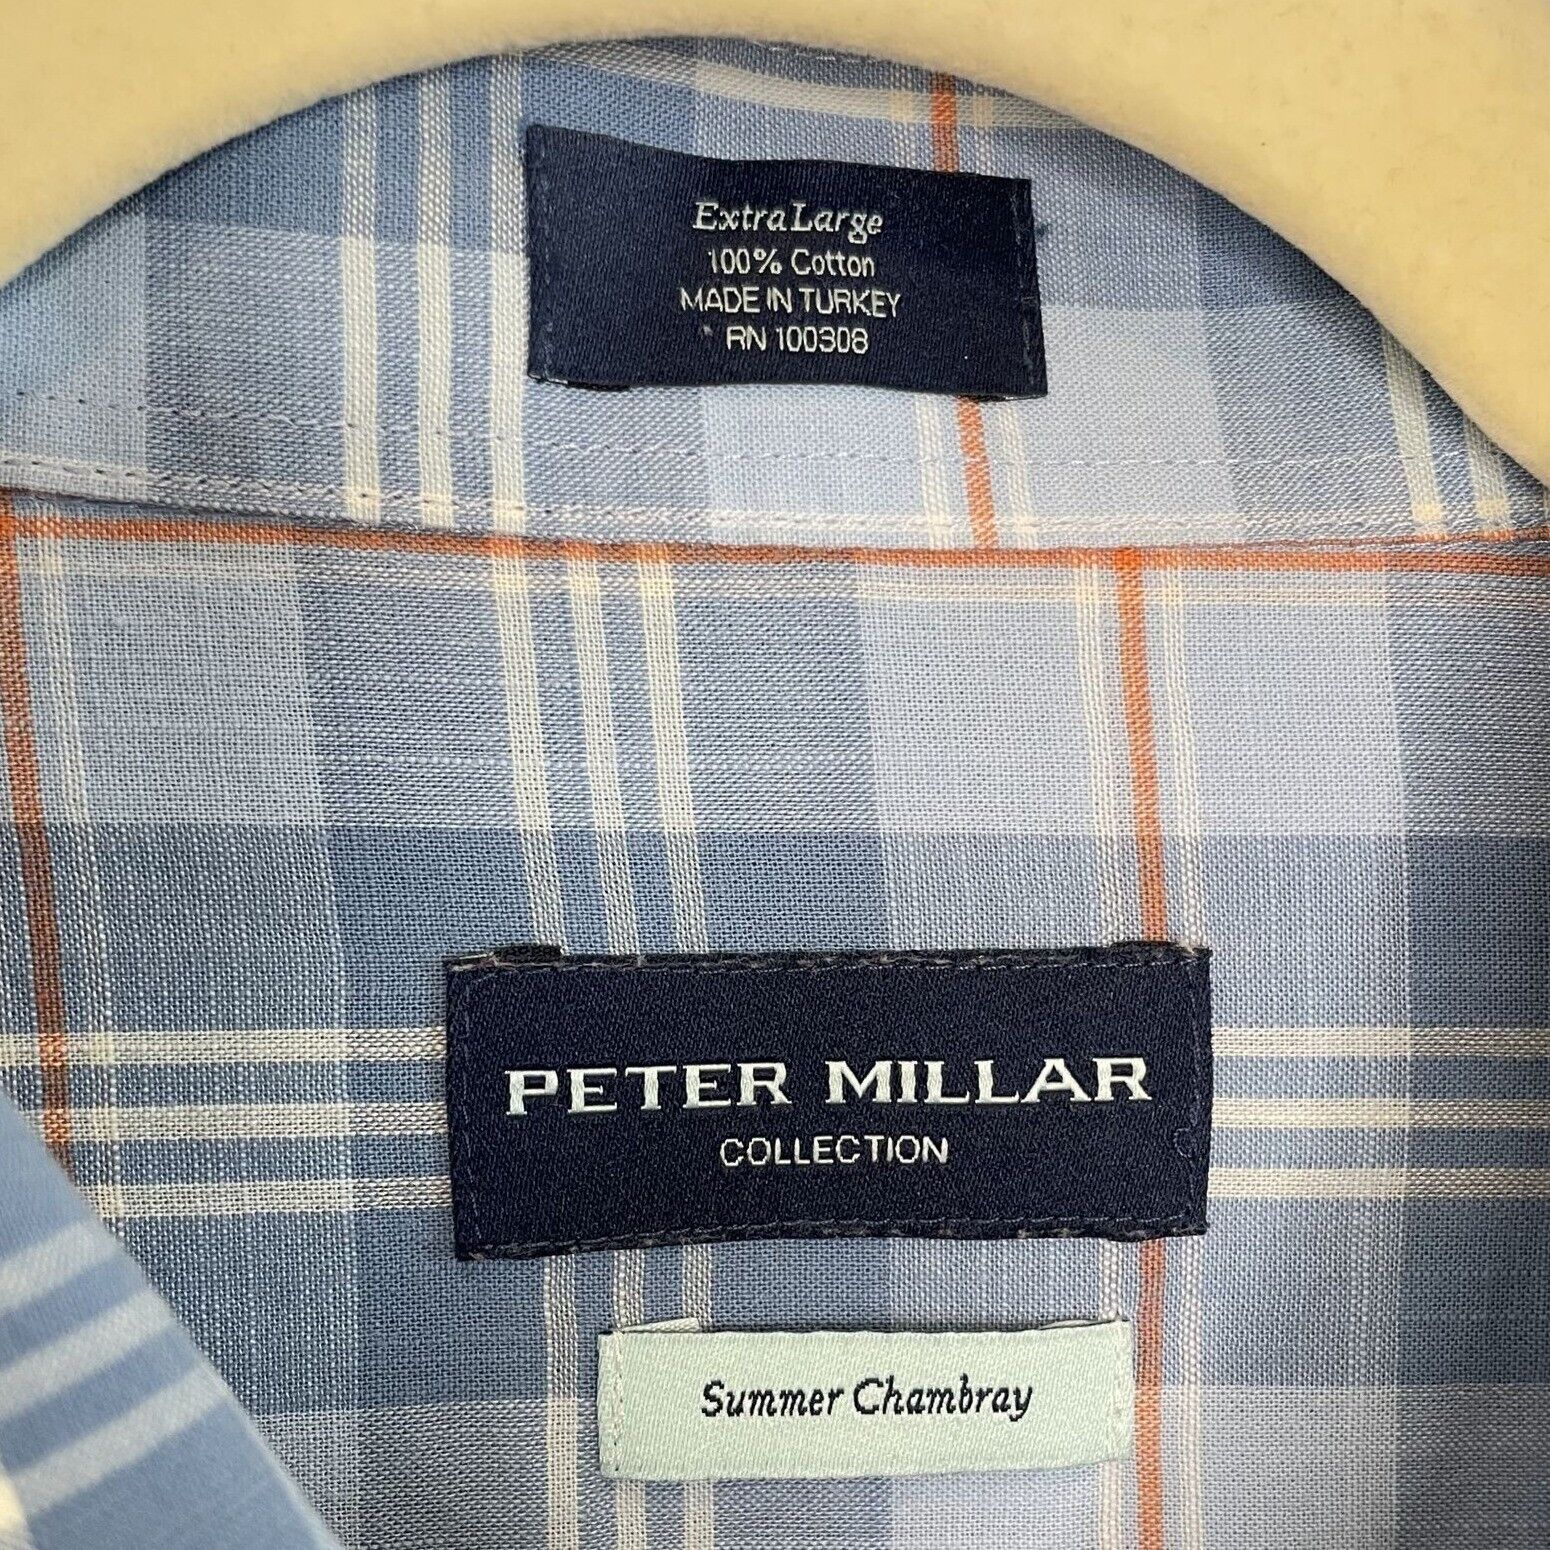 Extra Large
100% Cotton
MADE IN TURKEY
RN 100308
PETER MILLAR
COLLECTION
Summer Chambray